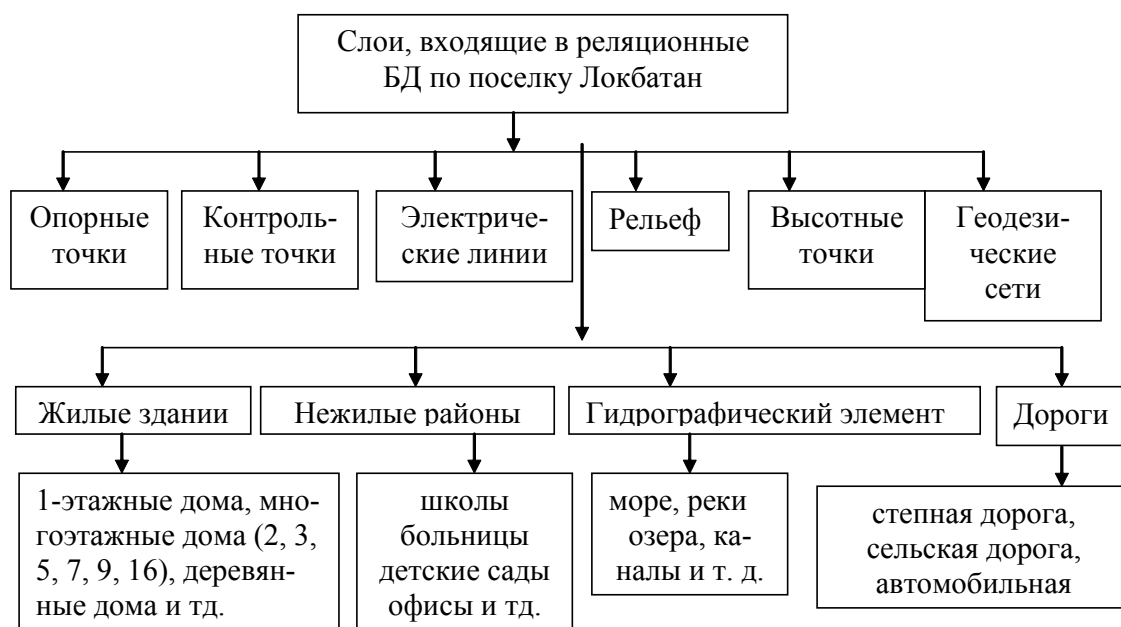 Слои, входящие в реляционные
БД по поселку Локбатан
Опорные
точки
Контроль-
ные точки
Электриче-
ские линии
Рельеф
Высотные
точки
Геодези-
ческие
сети
Жилые здании
Нежилые районы
Гидрографический элемент
Дороги
1-этажные дома, мно-
гоэтажные дома (2, 3,
5, 7, 9, 16), деревян-
ные дома и тд.
школы
больницы
детские сады
офисы и тд.
море, реки
озера, ка-
налы и т. д.
степная дорога,
сельская дорога,
автомобильная